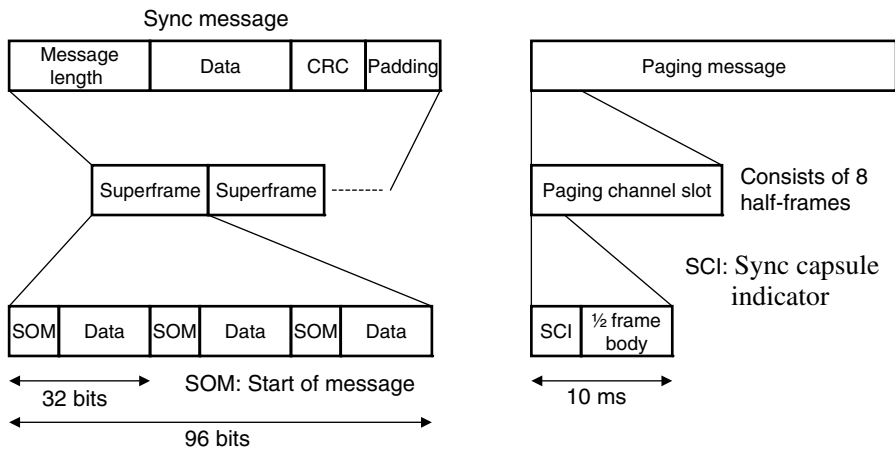 Sync message
Message
length
Data
CRC
Padding
Paging message
Superframe
Superframe
Paging channel slot
Consists of 8
half-frames
SCI: Sync capsule
indicator
SOM
Data
SOM
Data
SOM
Data
SCI
½ frame
body
32 bits
SOM: Start of message
10 ms
96 bits